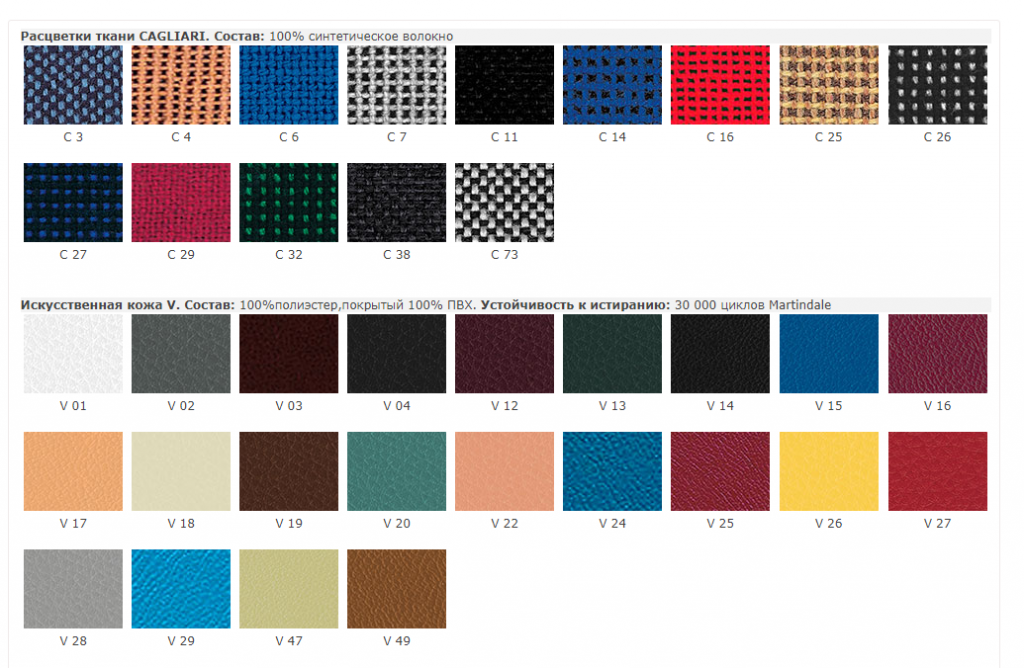 Расцветки ткани CAGLIARI. Состав: 100% синтетическое волокно
C 3 C 4 C 6 C 7 C 11 C 14 C 16 C 25 C 26
C 27 C 29 C 32 C 38 C 73
Искусственная кожа V. Состав: 100%полиэстер,покрытый 100% ПВХ. Устойчивость к истиранию: 30 000 циклов Martindale
V 01 V 02 V 03 V 04 V 12 V 13 V 14 V 15 V 16
V 17 V 18 V 19 V 20 V 22 V 24 V 25 V 26 V 27
V 28 V 29 V 47 V 49